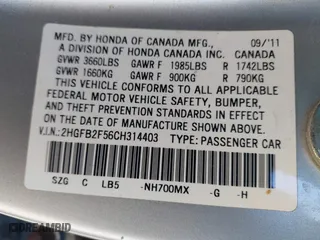 MFD. BY HONDA OF CANADA MFG., 09/'11
A DIVISION OF HONDA CANADA INC. CANADA
GVWR 3660LBS GAWR F 1985LBS R 1742LBS
GVWR 1660KG GAWR F 900KG R 790KG
THIS VEHICLE CONFORMS TO ALL APPLICABLE
FEDERAL MOTOR VEHICLE SAFETY, BUMPER,
AND THEFT PREVENTION STANDARDS IN EFFECT ON THE
DATE OF MANUFACTURE SHOWN ABOVE.
V.I.N.:2HGFB2F56CH314403 TYPE: PASSENGER CAR
SZG C LB5 -NH700MX -G -H
DREAMBID